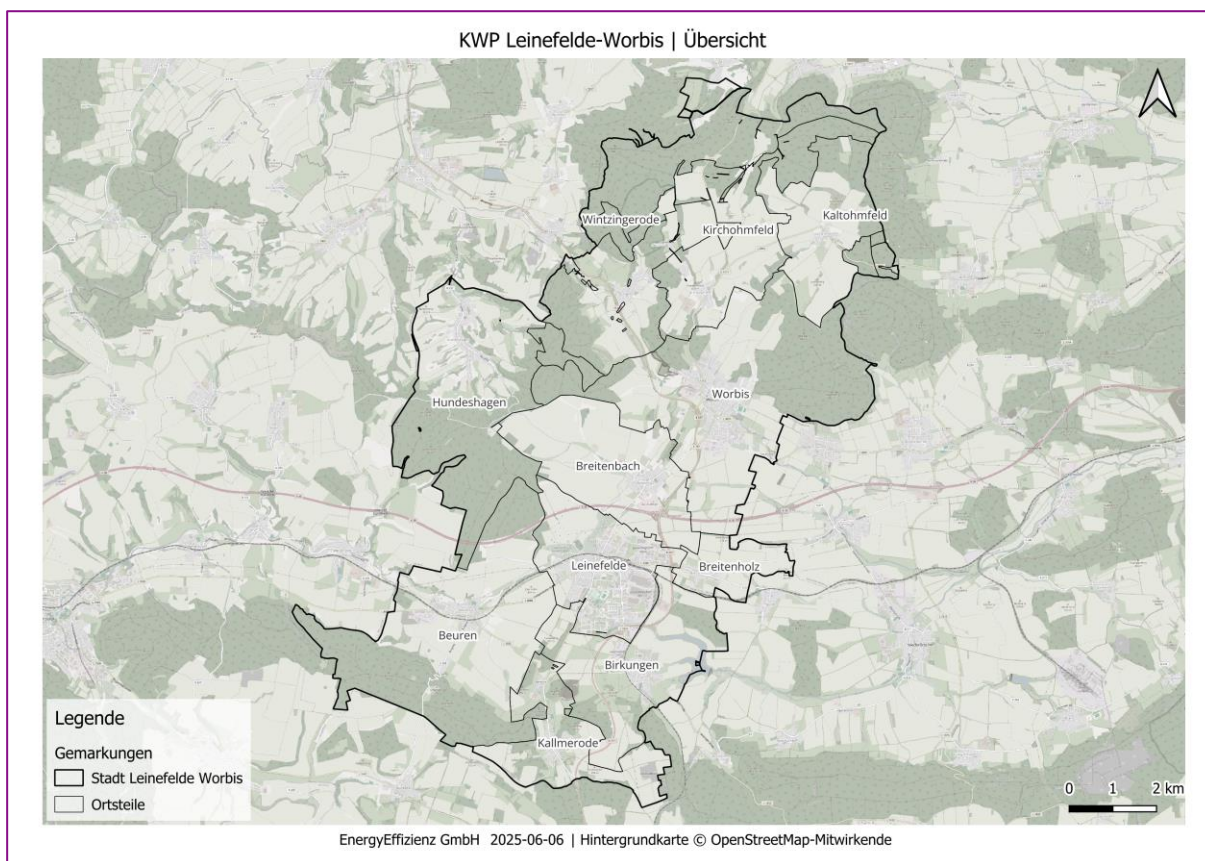 KWP Leinefelde-Worbis | Übersicht
Kaltohmfeld
Wintzingerode
Kirchohmfeld
Worbis
Hundeshagen
Breitenbach
Leinefelde
Breitenholz
Beuren
Birkungen
Kallmerode
Legende
Gemarkungen
Stadt Leinefelde Worbis
Ortsteile
0 1 2 km
EnergyEffizienz GmbH 2025-06-06 | Hintergrundkarte © OpenStreetMap-Mitwirkende